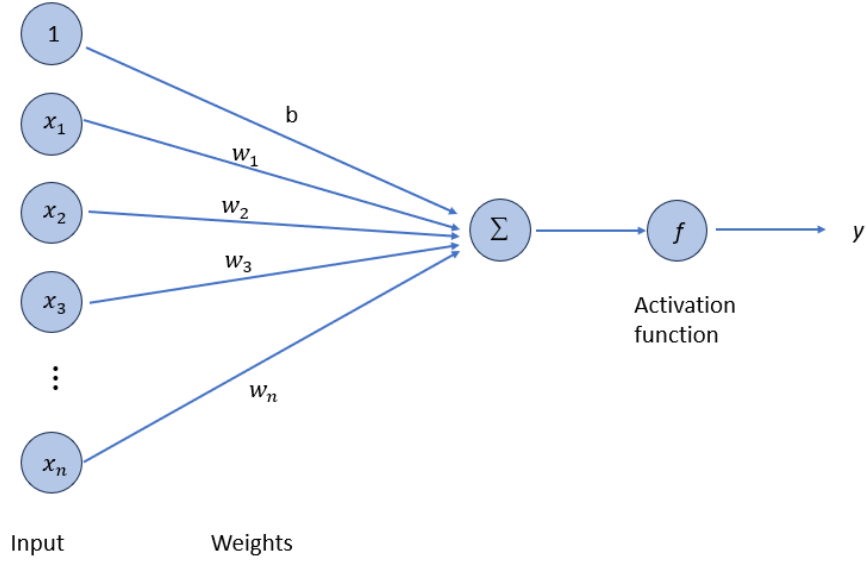 1
b
x₁
w₁
x₂
w₂
∑
f
y
x₃
w₃
Activation
function
⋮
wₙ
xₙ
Input
Weights